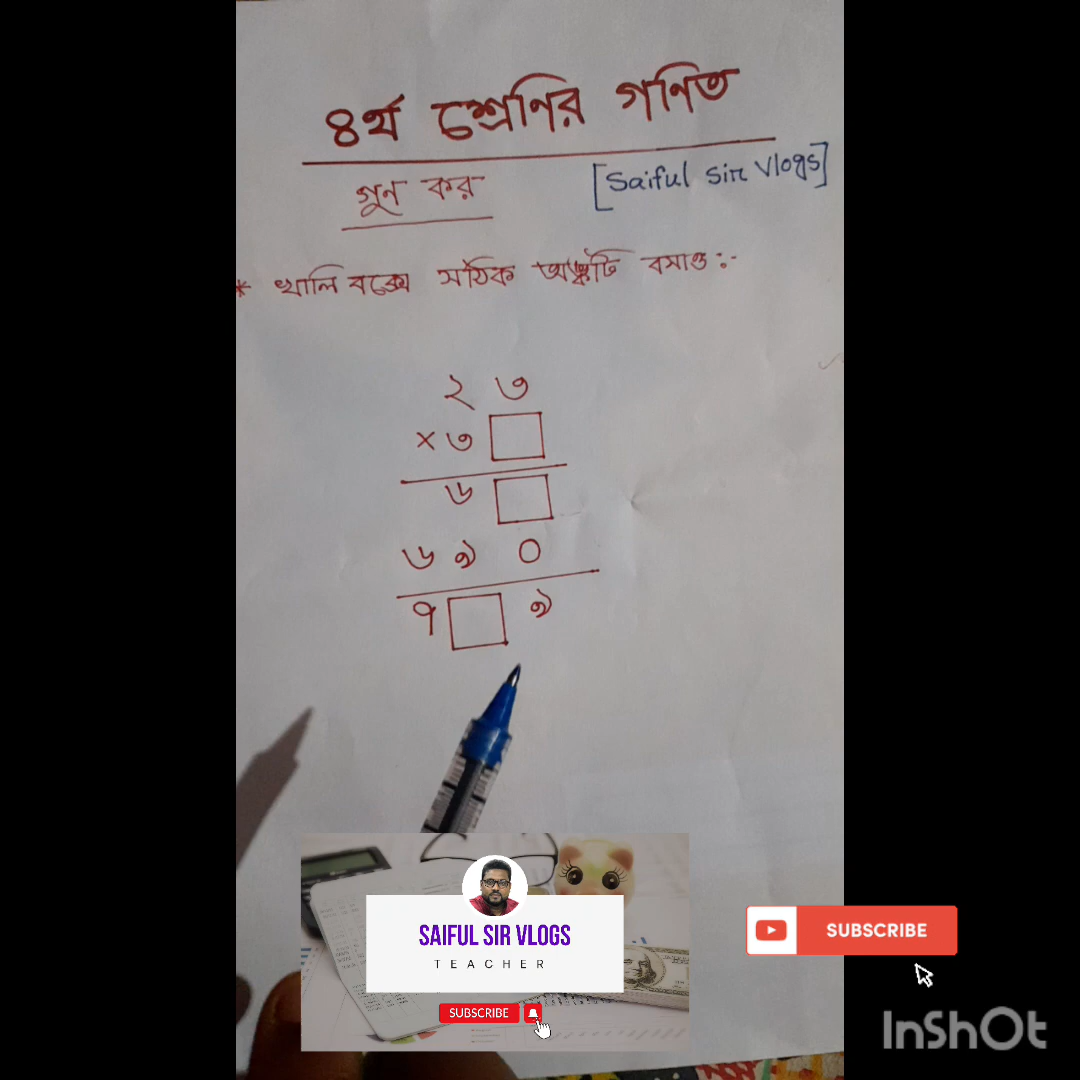 ৪র্থ শ্রেনির গনিত
গুন কর
[Saiful Sir Vlogs]
* খালি বক্সে সঠিক অঙ্কটি বসাও:-
২ ৩
× ৩ □
৬ □
৬ ৯ ০
৭ □ ৯
SAIFUL SIR VLOGS
TEACHER
SUBSCRIBE
SUBSCRIBE
InShOt